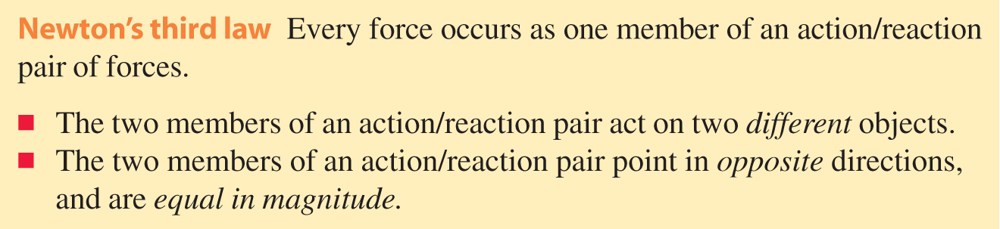 Newton’s third law Every force occurs as one member of an action/reaction
pair of forces.
■ The two members of an action/reaction pair act on two different objects.
■ The two members of an action/reaction pair point in opposite directions,
and are equal in magnitude.